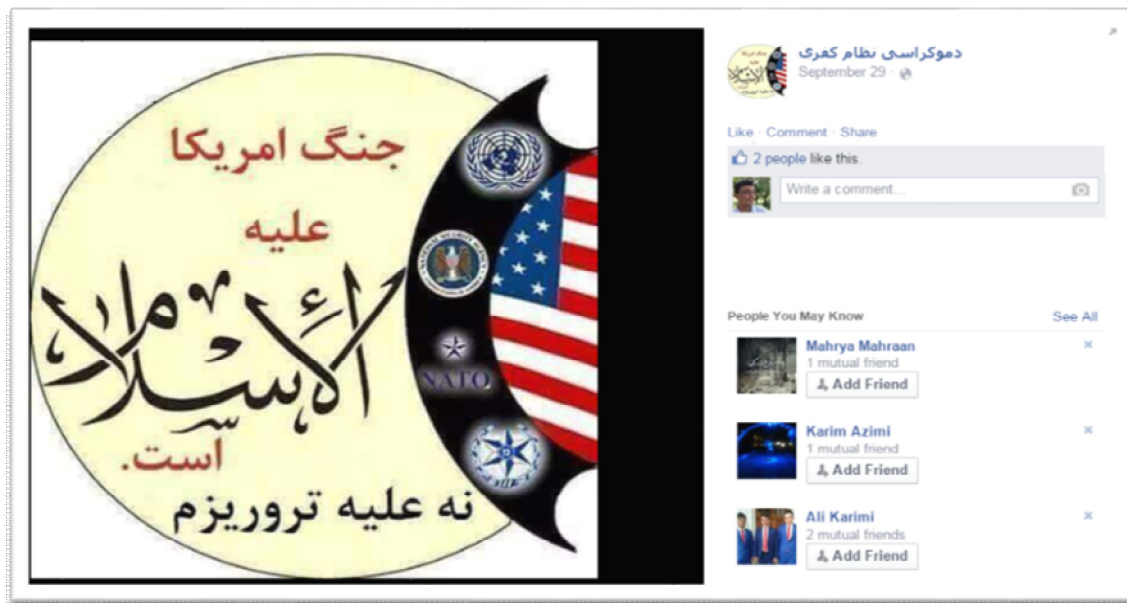 جنگ امریکا
علیه
الإسلام
است.
نه علیه تروریزم
NATO
دموکراسی نظام کفری
September 29
Like · Comment · Share
2 people like this.
Write a comment...
People You May Know
See All
Mahrya Mahraan
1 mutual friend
Add Friend
Karim Azimi
1 mutual friend
Add Friend
Ali Karimi
2 mutual friends
Add Friend